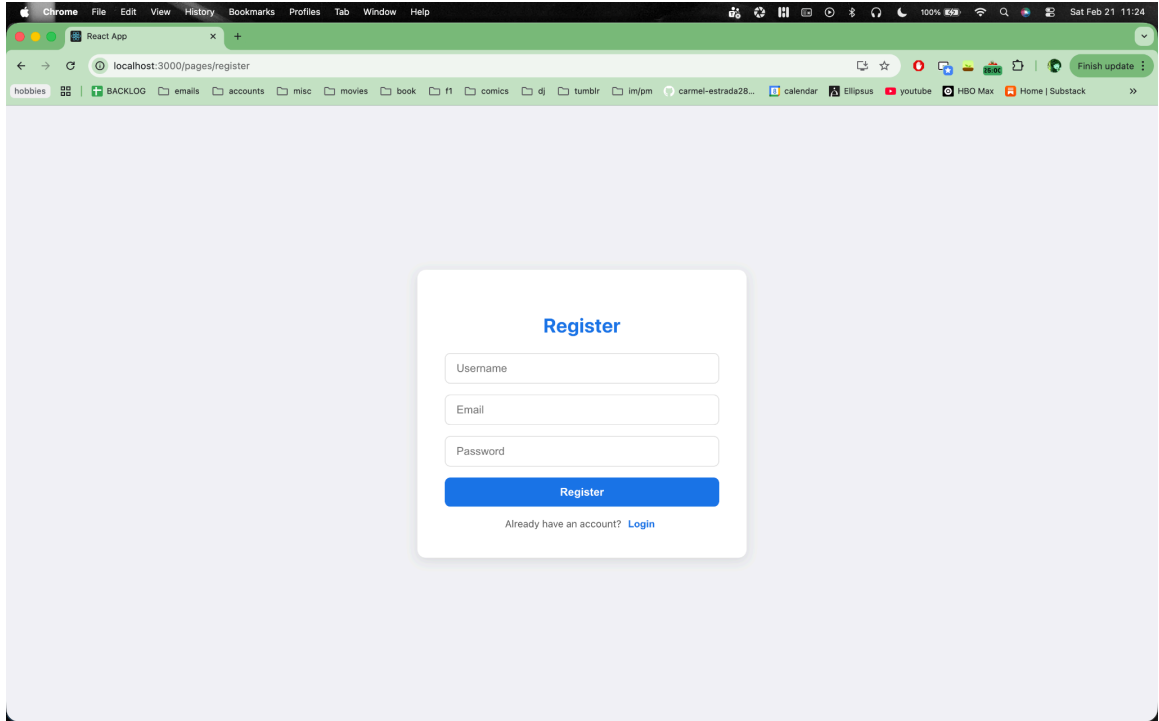 Chrome File Edit View History Bookmarks Profiles Tab Window Help 100% Sat Feb 21 11:24
React App
localhost:3000/pages/register Finish update
hobbies BACKLOG emails accounts misc movies book f1 comics dj tumblr im/pm carmel-estrada28... calendar Ellipsus youtube HBO Max Home | Substack
Register
Username
Email
Password
Register
Already have an account? Login